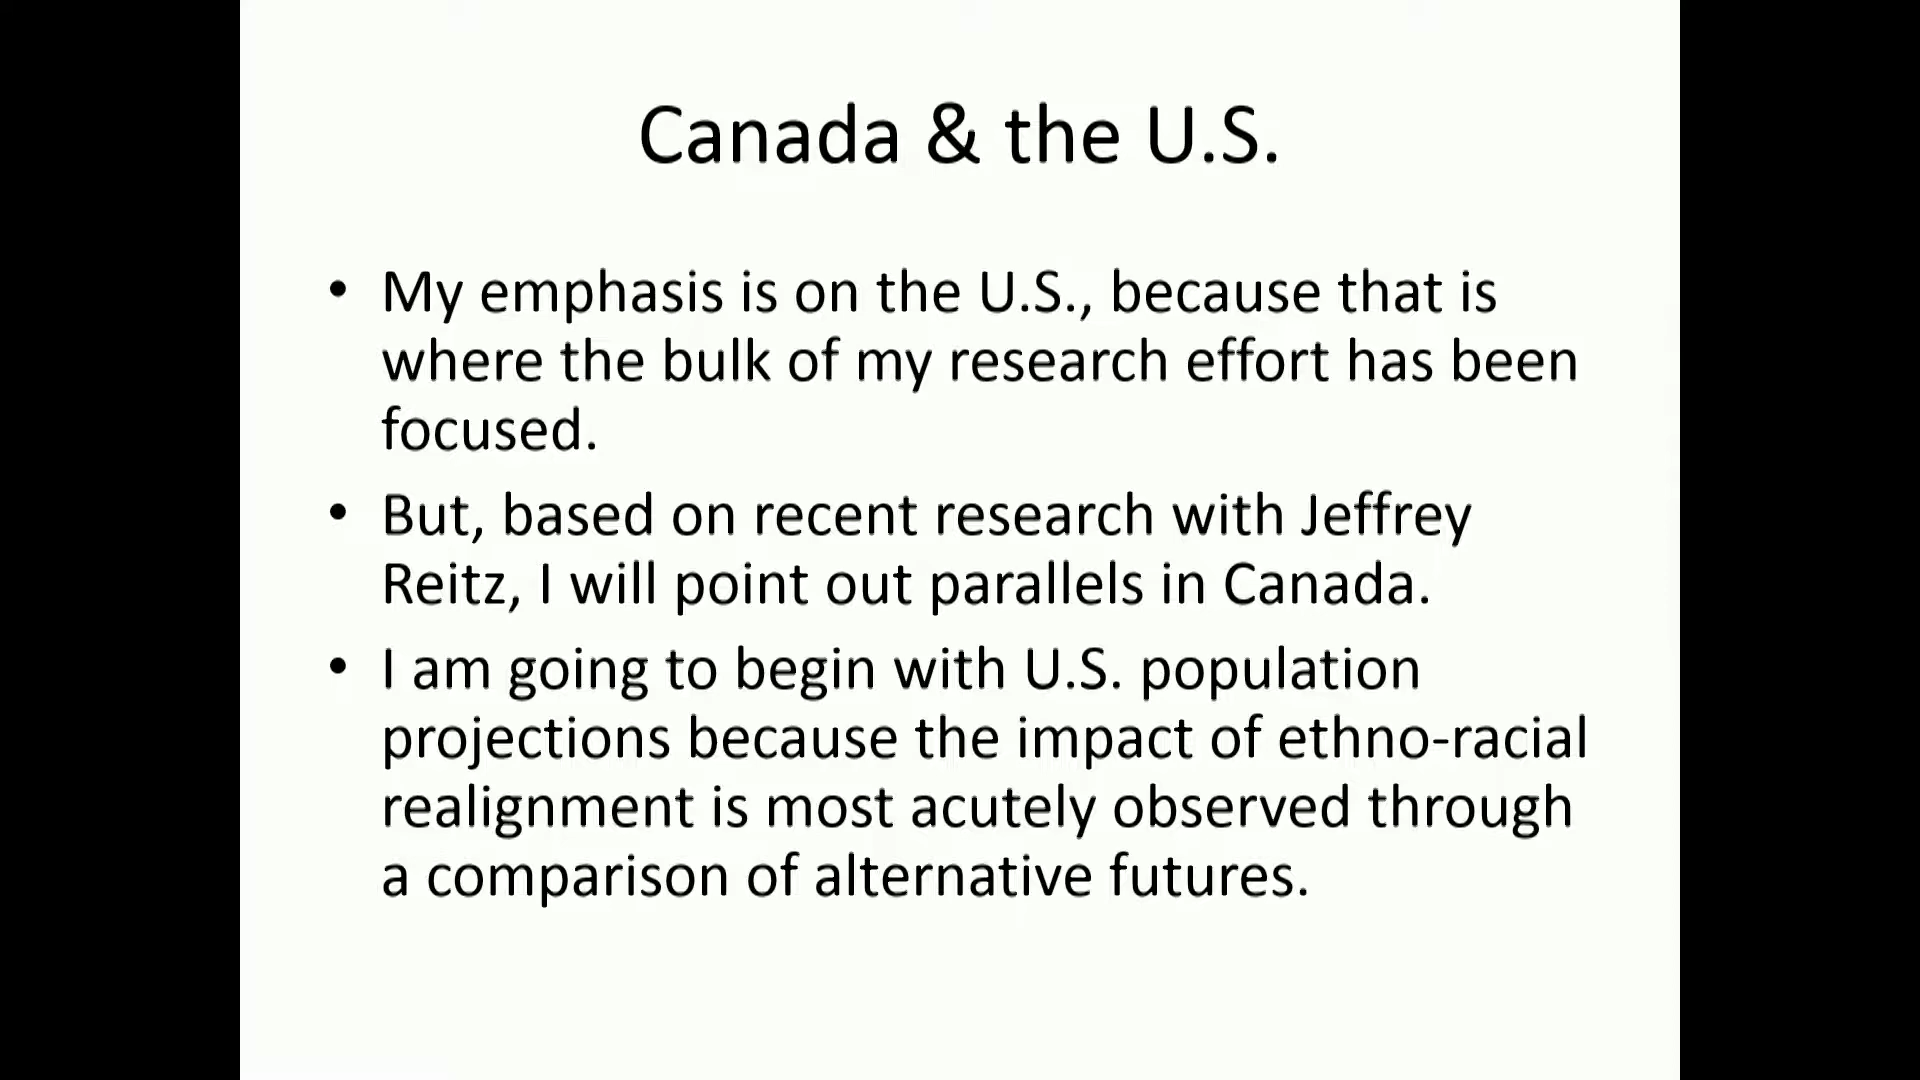 Canada & the U.S.
• My emphasis is on the U.S., because that is
where the bulk of my research effort has been
focused.
• But, based on recent research with Jeffrey
Reitz, I will point out parallels in Canada.
• I am going to begin with U.S. population
projections because the impact of ethno-racial
realignment is most acutely observed through
a comparison of alternative futures.